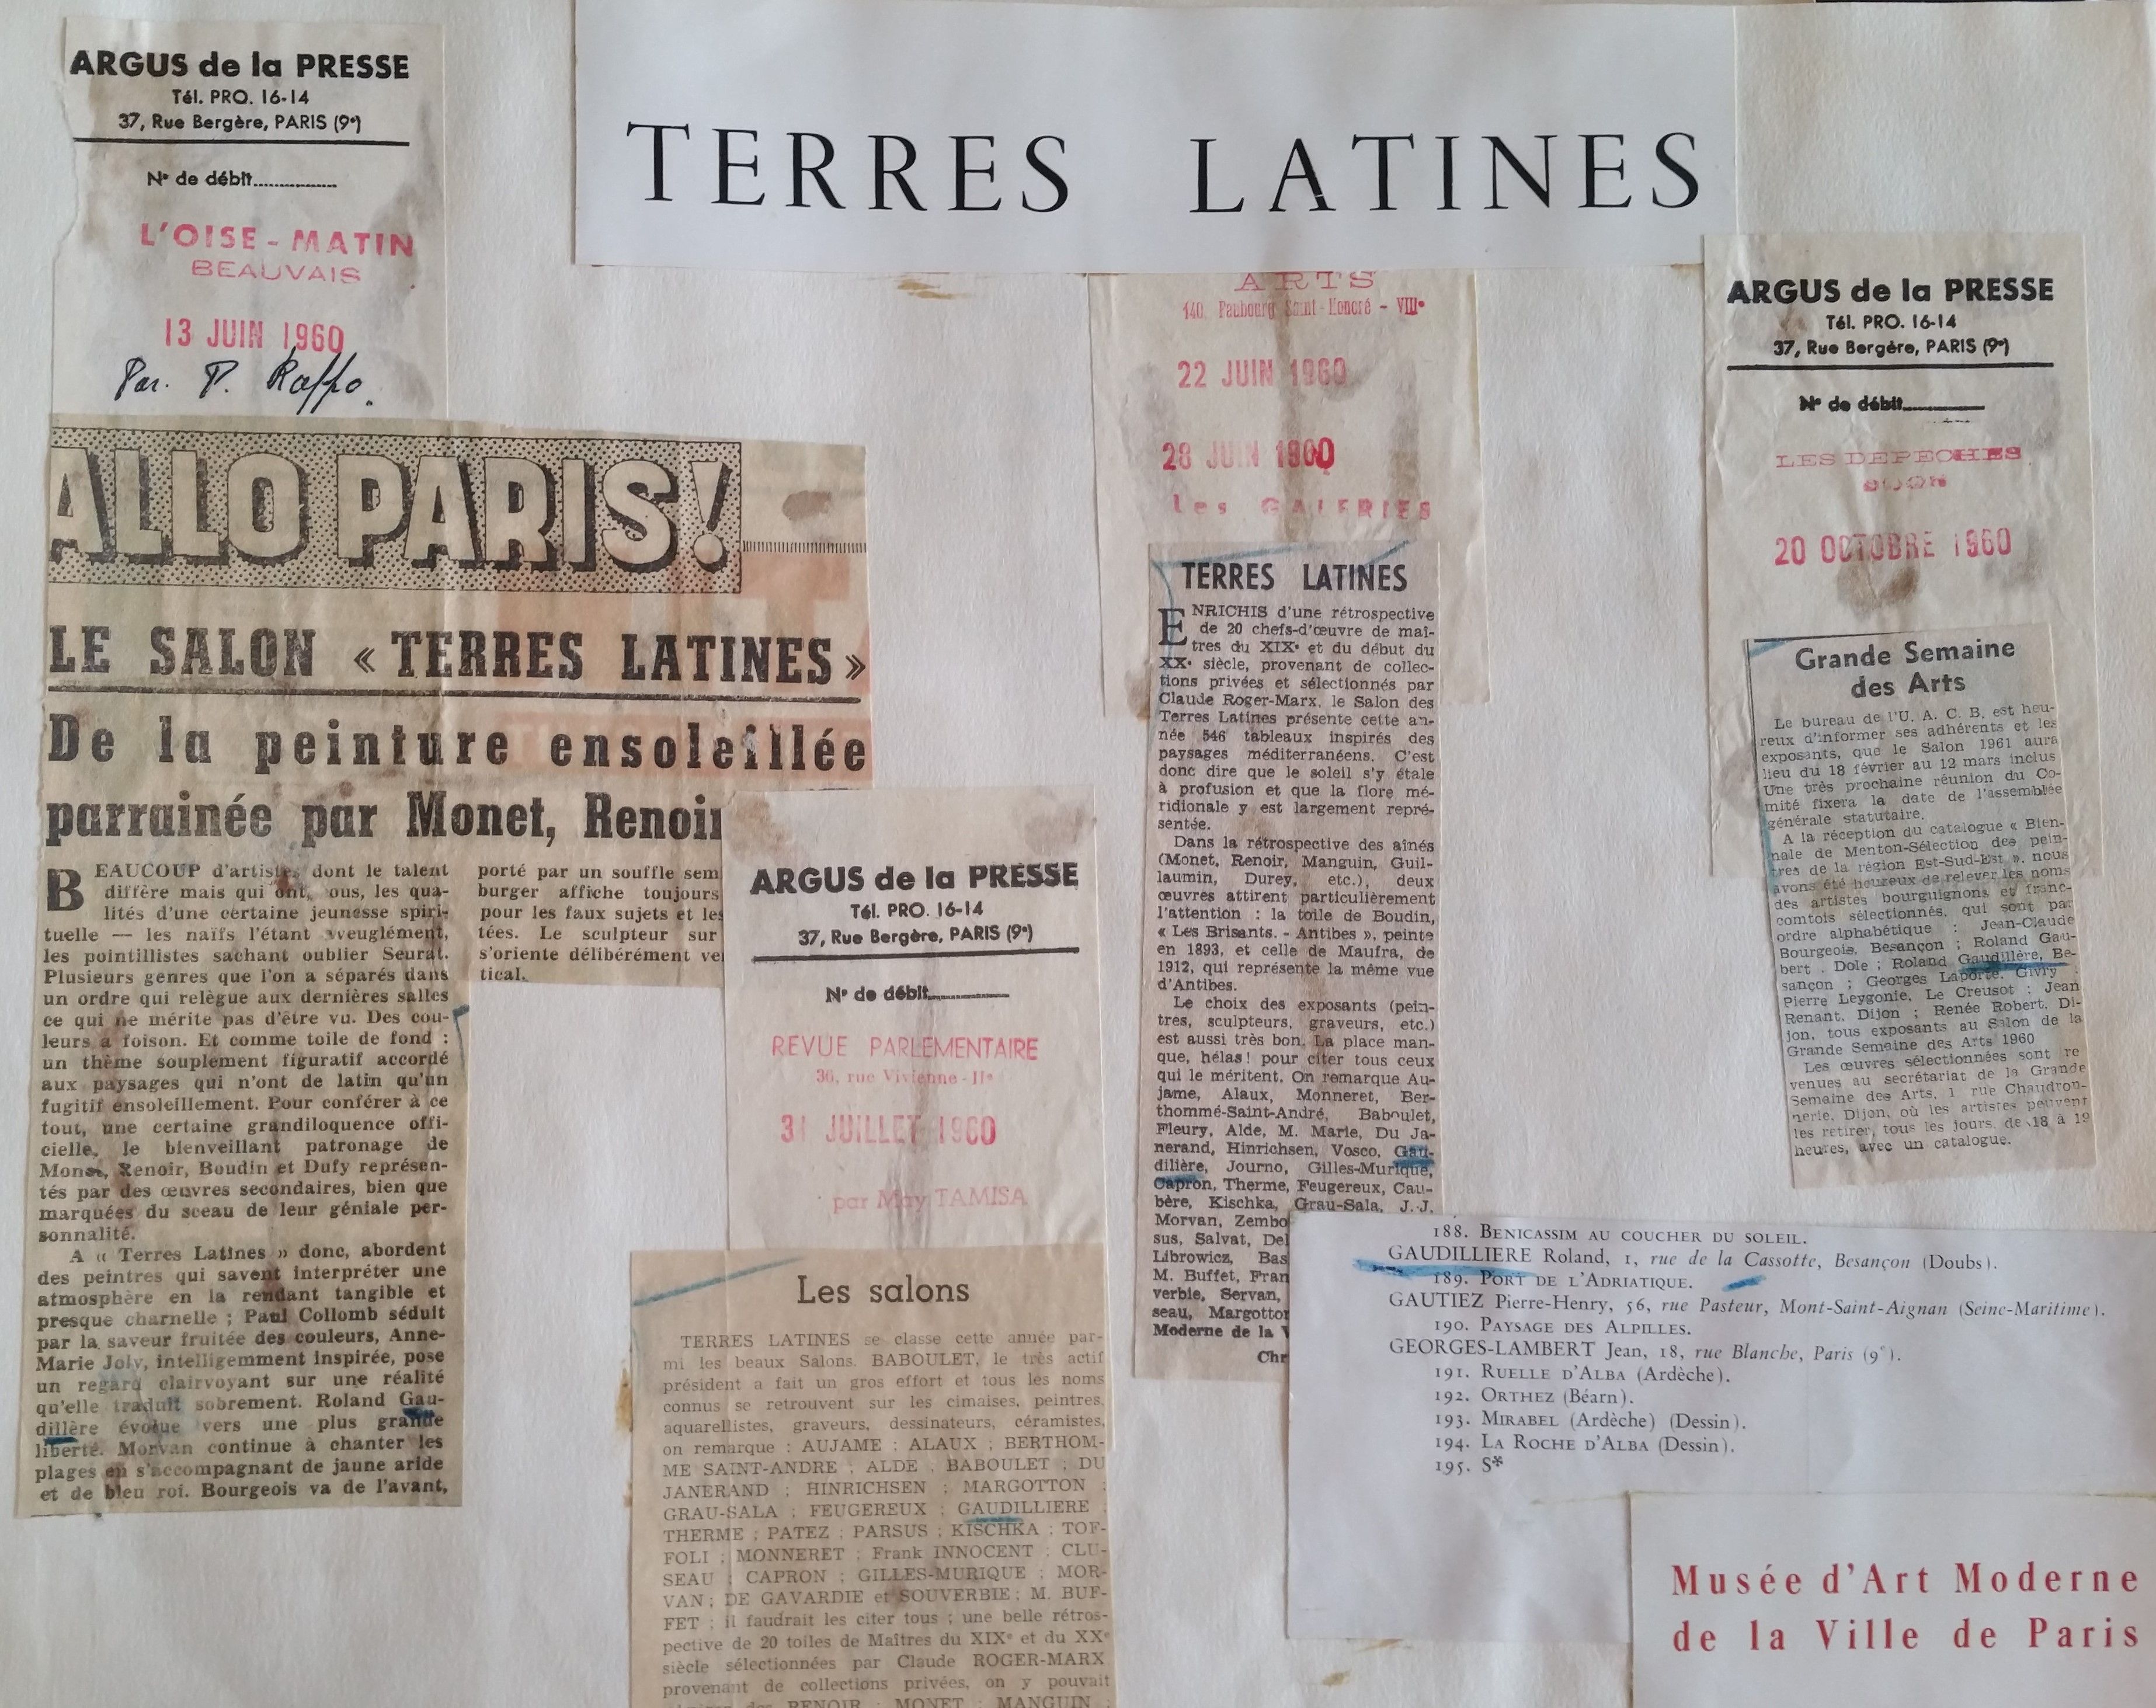 TERRES LATINES
ARGUS de la PRESSE
Tél. PRO. 16-14
37, Rue Bergère, PARIS (9e)
No de débit
L'OISE - MATIN
BEAUVAIS
13 JUIN 1960
Par. P. Raffo.
ALLO PARIS!
LE SALON « TERRES LATINES »
De la peinture ensoleillée
parrainée par Monet, Renoir
BEAUCOUP d'artistes dont le talent
diffère mais qui ont, ous, les qua-
lités d'une certaine jeunesse spiri-
tuelle — les naïfs l'étant aveuglément,
les pointillistes sachant oublier Seurat.
Plusieurs genres que l'on a séparés dans
un ordre qui relègue aux dernières salles
ce qui ne mérite pas d'être vu. Des cou-
leurs à foison. Et comme toile de fond :
un thème souplement figuratif accordé
aux paysages qui n'ont de latin qu'un
fugitif ensoleillement. Pour conférer à ce
tout, une certaine grandiloquence offi-
cielle, le bienveillant patronage de
Monet, Renoir, Boudin et Dufy représen-
tés par des œuvres secondaires, bien que
marquées du sceau de leur géniale per-
sonnalité.
A « Terres Latines » donc, abordent
des peintres qui savent interpréter une
atmosphère en la rendant tangible et
presque charnelle ; Paul Collomb séduit
par la saveur fruitée des couleurs, Anne-
Marie Joly, intelligemment inspirée, pose
un regard clairvoyant sur une réalité
qu'elle traduit sobrement. Roland Gau-
dillère évolue vers une plus grande
liberté. Morvan continue à chanter les
plages en s'accompagnant de jaune aride
et de bleu roi. Bourgeois va de l'avant,
porté par un souffle sem
burger affiche toujours
pour les faux sujets et les
tées. Le sculpteur sur
s'oriente délibérément ve
tical.
ARGUS de la PRESSE
Tél. PRO. 16-14
37, Rue Bergère, PARIS (9e)
No de débit
REVUE PARLEMENTAIRE
36, rue Vivienne - IIe
31 JUILLET 1960
par May TAMISA
Les salons
TERRES LATINES se classe cette année par-
mi les beaux Salons. BABOULET, le très actif
président a fait un gros effort et tous les noms
connus se retrouvent sur les cimaises, peintres,
aquarellistes, graveurs, dessinateurs, céramistes,
on remarque : AUJAME ; ALAUX ; BERTHOM-
ME SAINT-ANDRE ; ALDE ; BABOULET ; DU
JANERAND ; HINRICHSEN ; MARGOTTON ;
GRAU-SALA ; FEUGEREUX ; GAUDILLIERE ;
THERME ; PATEZ ; PARSUS ; KISCHKA ; TOF-
FOLI ; MONNERET ; Frank INNOCENT ; CLU-
SEAU ; CAPRON ; GILLES-MURIQUE ; MOR-
VAN ; DE GAVARDIE et SOUVERBIE ; M. BUF-
FET ; il faudrait les citer tous ; une belle rétros-
pective de 20 toiles de Maîtres du XIXe et du XXe
siècle sélectionnées par Claude ROGER-MARX
provenant de collections privées, on y pouvait
des RENOIR ; MONET ; MANGUIN ;
ARTS
140, Faubourg Saint-Honoré - VIIIe
22 JUIN 1960
28 JUIN 1960
Les GALERIES
TERRES LATINES
ENRICHIS d'une rétrospective
de 20 chefs-d'œuvre de maî-
tres du XIXe et du début du
XXe siècle, provenant de collec-
tions privées et sélectionnés par
Claude Roger-Marx, le Salon des
Terres Latines présente cette an-
née 546 tableaux inspirés des
paysages méditerranéens. C'est
donc dire que le soleil s'y étale
à profusion et que la flore mé-
ridionale y est largement repré-
sentée.
Dans la rétrospective des aînés
(Monet, Renoir, Manguin, Guil-
laumin, Durey, etc.), deux
œuvres attirent particulièrement
l'attention : la toile de Boudin,
« Les Brisants. - Antibes », peinte
en 1893, et celle de Maufra, de
1912, qui représente la même vue
d'Antibes.
Le choix des exposants (pein-
tres, sculpteurs, graveurs, etc.)
est aussi très bon. La place man-
que, hélas ! pour citer tous ceux
qui le méritent. On remarque Au-
jame, Alaux, Monneret, Ber-
thommé-Saint-André, Baboulet,
Fleury, Alde, M. Marie, Du Ja-
nerand, Hinrichsen, Vosco, Gau-
dilière, Journo, Gilles-Murique,
Capron, Therme, Feugereux, Cau-
bère, Kischka, Grau-Sala, J.-J.
Morvan, Zembo
sus, Salvat, Del
Librowicz, Bas
M. Buffet, Fran
verbie, Servan,
seau, Margotton
Moderne de la V
Chr
ARGUS de la PRESSE
Tél. PRO. 16-14
37, Rue Bergère, PARIS (9e)
No de débit
LES DEPECHES
DIJON
20 OCTOBRE 1960
Grande Semaine
des Arts
Le bureau de l'U. A. C. B. est heu-
reux d'informer ses adhérents et les
exposants, que le Salon 1961 aura
lieu du 18 février au 12 mars inclus
Une très prochaine réunion du Co-
mité fixera la date de l'assemblée
générale statutaire.
A la réception du catalogue « Bien-
nale de Menton-Sélection des pein-
tres de la région Est-Sud-Est », nous
avons été heureux de relever les noms
des artistes bourguignons et franc-
comtois sélectionnés, qui sont par
ordre alphabétique : Jean-Claude
Bourgeois, Besançon ; Roland Gau-
bert, Dole ; Roland Gaudillère, Be-
sançon ; Georges Laporte, Givry ;
Pierre Leygonie, Le Creusot ; Jean
Renant, Dijon ; Renée Robert, Di-
jon, tous exposants au Salon de la
Grande Semaine des Arts 1960
Les œuvres sélectionnées sont re
venues au secrétariat de la Grande
Semaine des Arts, 1 rue Chaudron-
nerie, Dijon, où les artistes peuvent
les retirer, tous les jours, de 18 à 19
heures, avec un catalogue.
188. BENICASSIM AU COUCHER DU SOLEIL.
GAUDILLIERE Roland, 1, rue de la Cassotte, Besançon (Doubs).
189. PORT DE L'ADRIATIQUE.
GAUTIEZ Pierre-Henry, 56, rue Pasteur, Mont-Saint-Aignan (Seine-Maritime).
190. PAYSAGE DES ALPILLES.
GEORGES-LAMBERT Jean, 18, rue Blanche, Paris (9e).
191. RUELLE D'ALBA (Ardèche).
192. ORTHEZ (Béarn).
193. MIRABEL (Ardèche) (Dessin).
194. LA ROCHE D'ALBA (Dessin).
195. S*
Musée d'Art Moderne
de la Ville de Paris